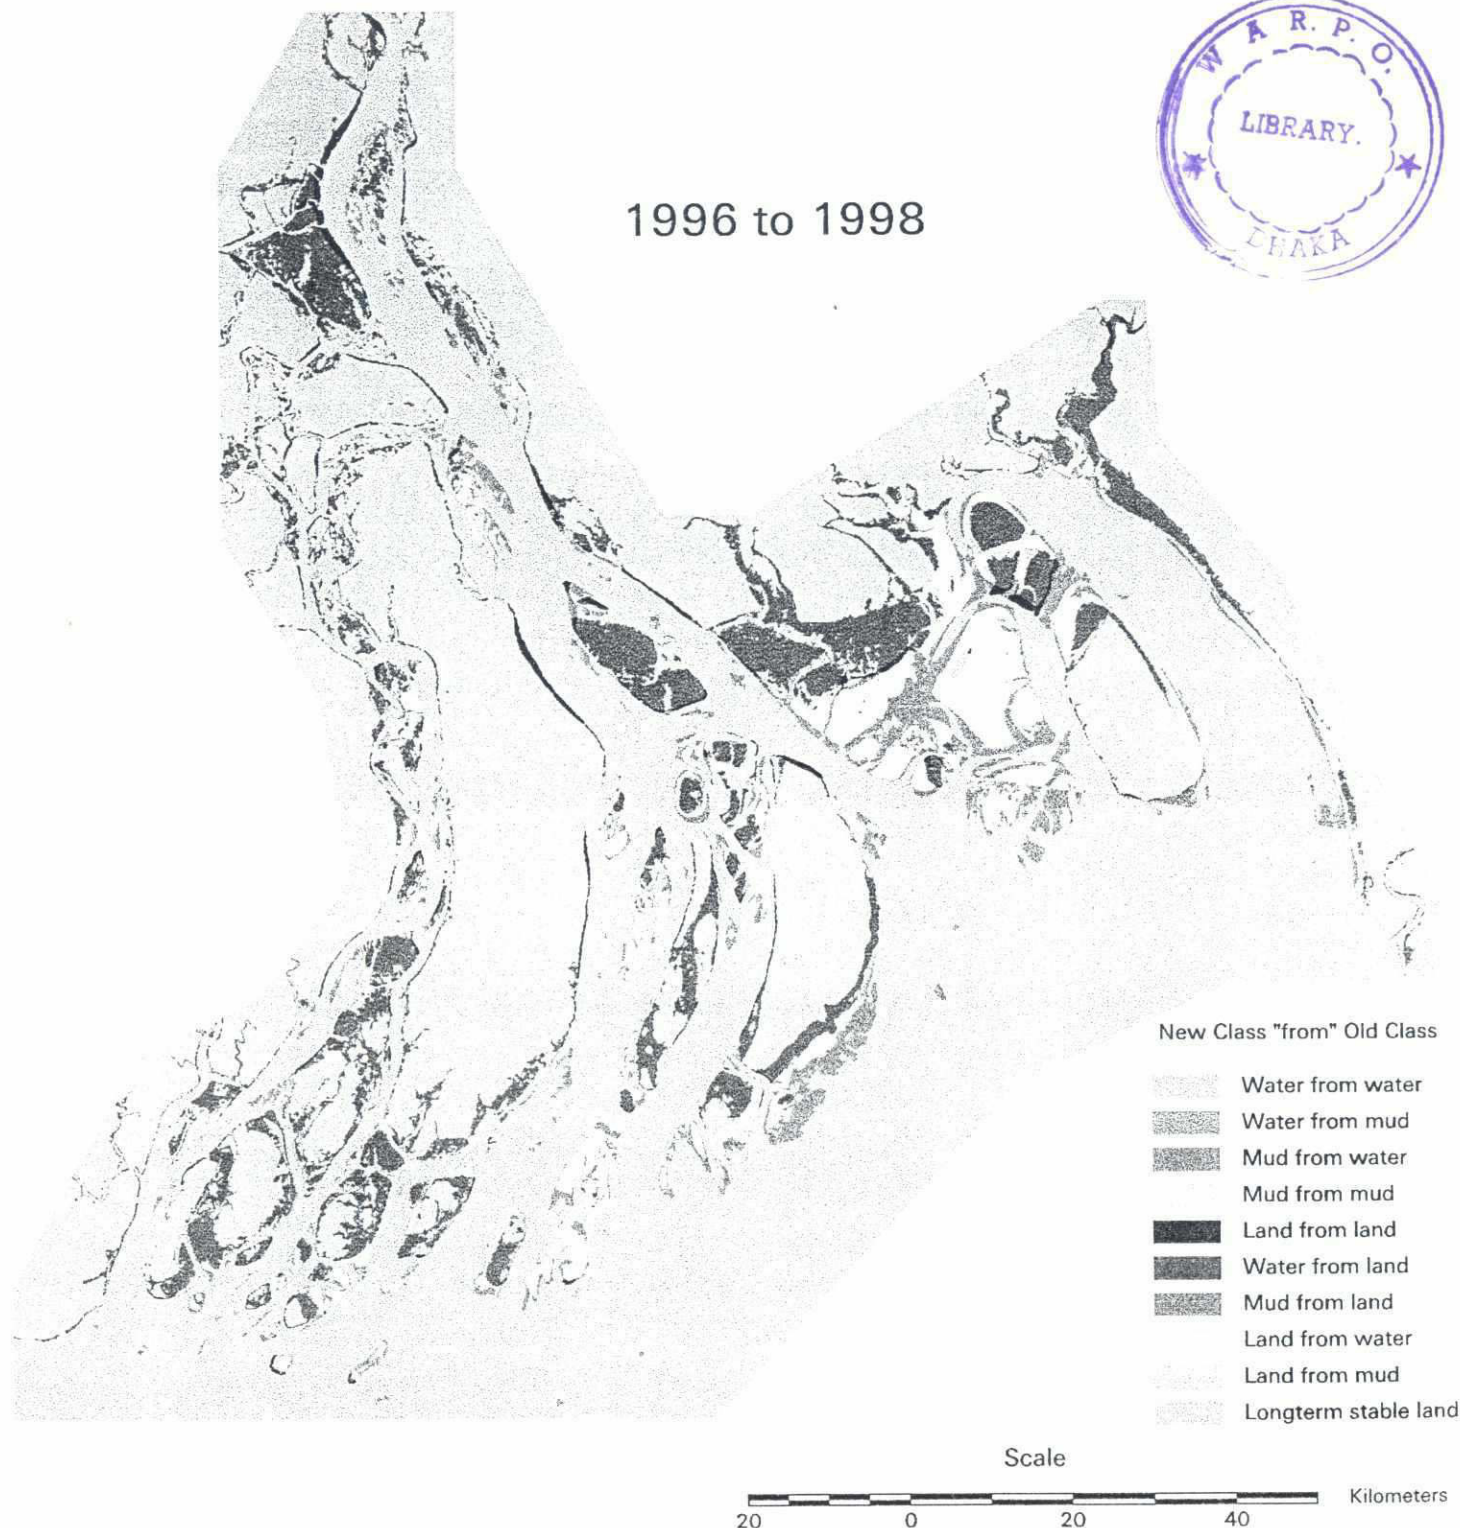 W A R. P. O.
LIBRARY.
DHAKA
1996 to 1998
New Class "from" Old Class
Water from water
Water from mud
Mud from water
Mud from mud
Land from land
Water from land
Mud from land
Land from water
Land from mud
Longterm stable land
Scale
Kilometers
20 0 20 40